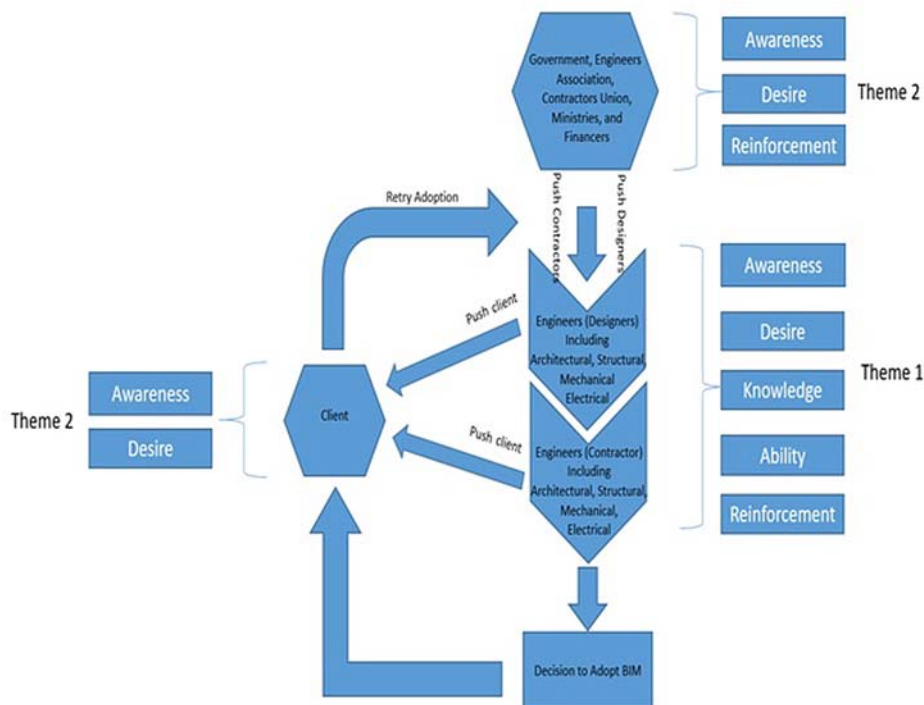 Government, Engineers
Association,
Contractors Union,
Ministries, and
Financers
Awareness
Desire
Reinforcement
Theme 2
Retry Adoption
Push Contractors
Push Designers
Push client
Engineers (Designers)
Including
Architectural, Structural,
Mechanical
Electrical
Awareness
Desire
Knowledge
Ability
Reinforcement
Theme 1
Theme 2
Awareness
Desire
Client
Push client
Engineers (Contractor)
Including
Architectural, Structural,
Mechanical,
Electrical
Decision to Adopt BIM